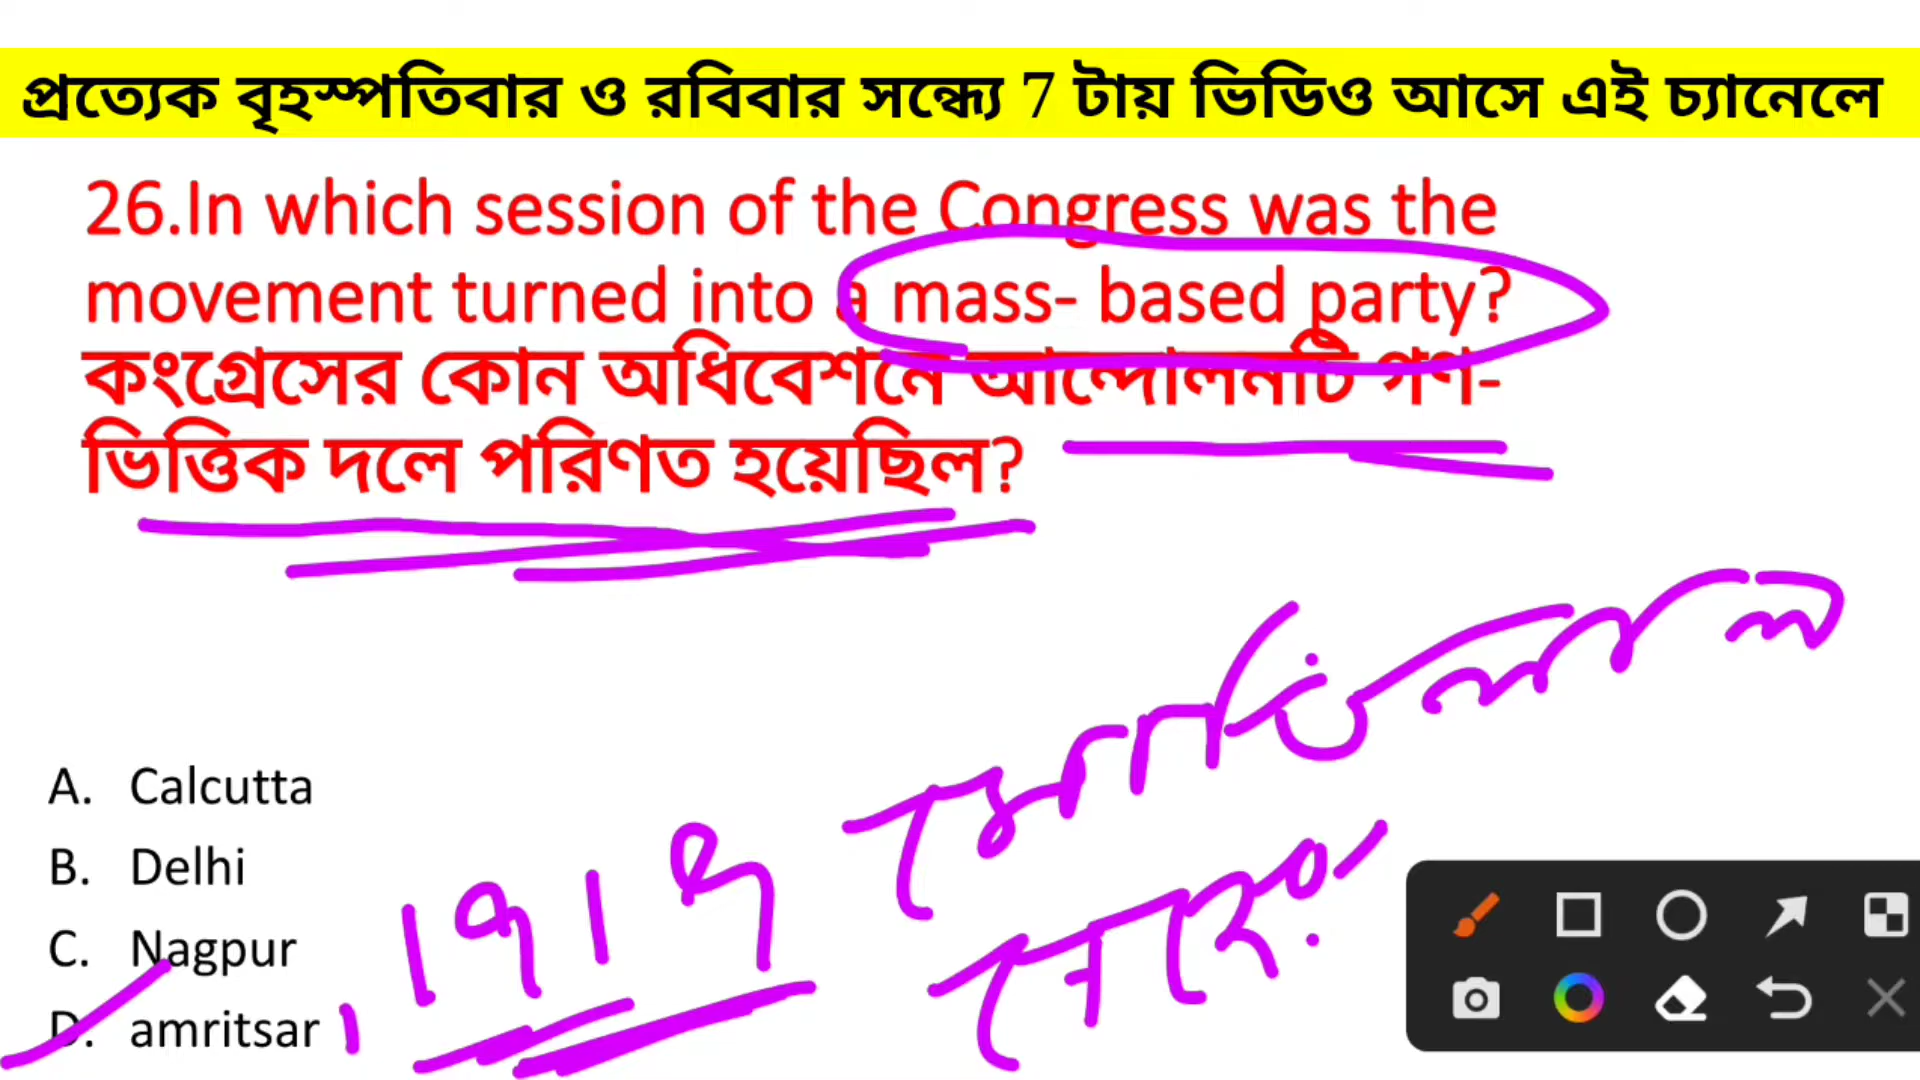 প্রত্যেক বৃহস্পতিবার ও রবিবার সন্ধ্যে 7 টায় ভিডিও আসে এই চ্যানেলে
26.In which session of the Congress was the
movement turned into a mass- based party?
কংগ্রেসের কোন অধিবেশনে আন্দোলনটি গণ-
ভিত্তিক দলে পরিণত হয়েছিল?
মোতিলাল
নেহেরু
A. Calcutta
B. Delhi
C. Nagpur
D. amritsar, 1919